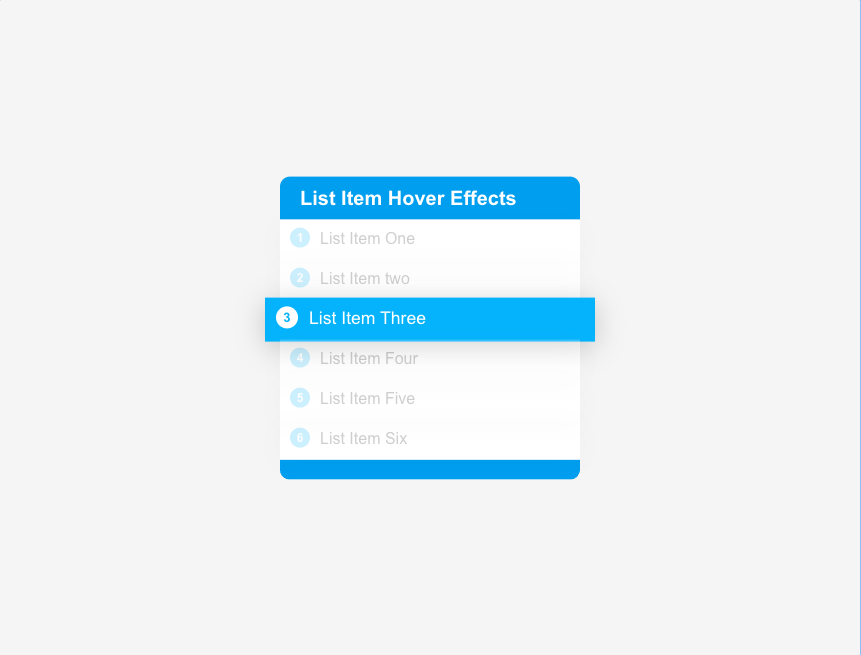 List Item Hover Effects
1 List Item One
2 List Item two
3 List Item Three
4 List Item Four
5 List Item Five
6 List Item Six